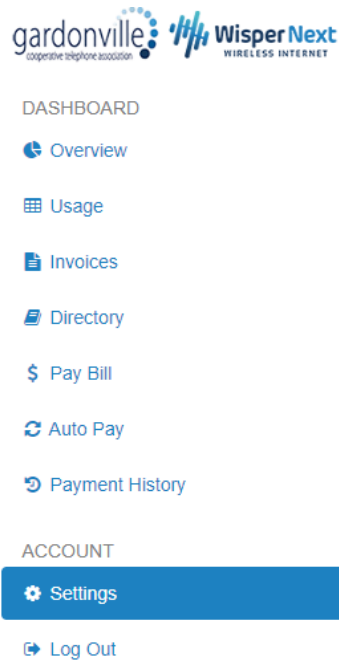 gardonville
cooperative telephone association
Wisper Next
WIRELESS INTERNET
DASHBOARD
Overview
Usage
Invoices
Directory
$ Pay Bill
Auto Pay
Payment History
ACCOUNT
Settings
Log Out